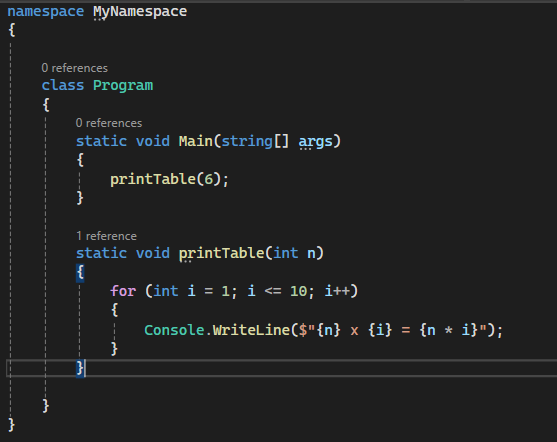 namespace MyNamespace
{
0 references
class Program
{
0 references
static void Main(string[] args)
{
printTable(6);
}
1 reference
static void printTable(int n)
{
for (int i = 1; i <= 10; i++)
{
Console.WriteLine($"{n} x {i} = {n * i}");
}
}
}
}